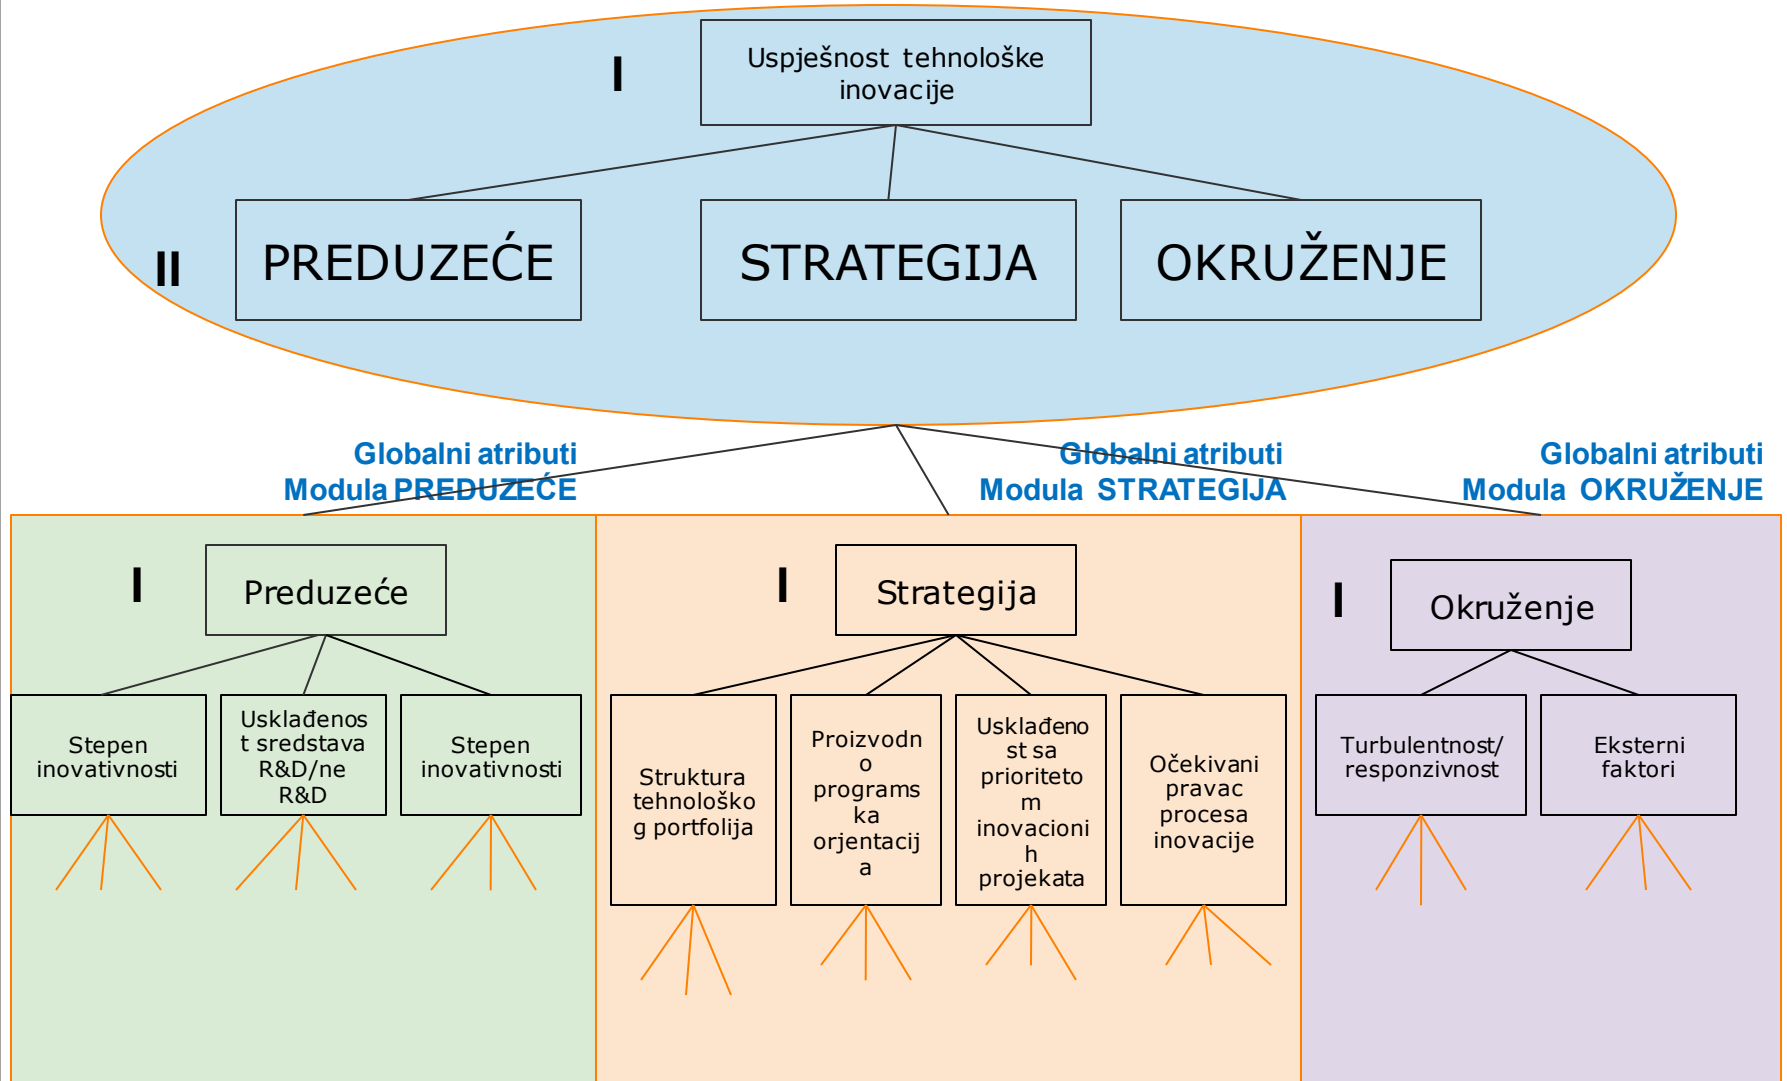 I
Uspješnost tehnološke
inovacije
II
PREDUZEĆE
STRATEGIJA
OKRUŽENJE
Globalni atributi
Modula PREDUZEĆE
Globalni atributi
Modula STRATEGIJA
Globalni atributi
Modula OKRUŽENJE
I
Preduzeće
Stepen
inovativnosti
Usklađenos
t sredstava
R&D/ne
R&D
Stepen
inovativnosti
I
Strategija
Struktura
tehnološko
g portfolija
Proizvodn
o
programs
ka
orjentacij
a
Usklađeno
st sa
prioriteto
m
inovacioni
h
projekata
Očekivani
pravac
procesa
inovacije
I
Okruženje
Turbulentnost/
responzivnost
Eksterni
faktori